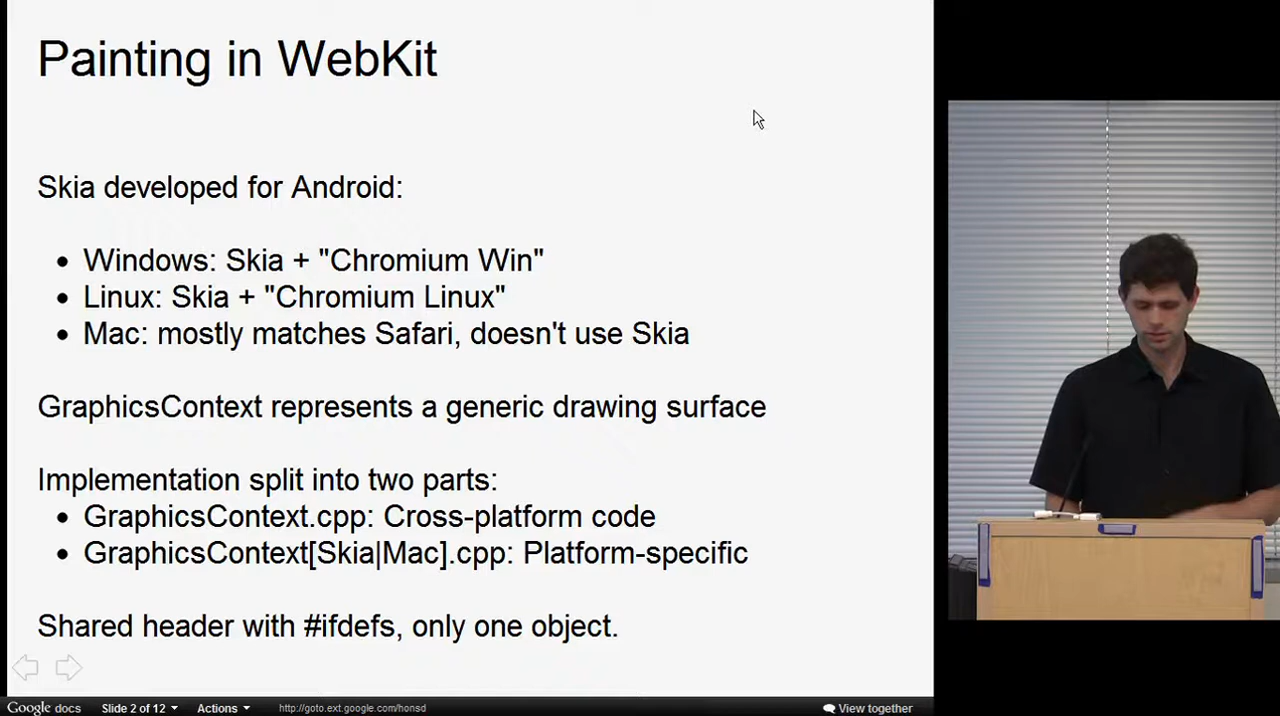 Painting in WebKit
Skia developed for Android:
• Windows: Skia + "Chromium Win"
• Linux: Skia + "Chromium Linux"
• Mac: mostly matches Safari, doesn't use Skia
GraphicsContext represents a generic drawing surface
Implementation split into two parts:
• GraphicsContext.cpp: Cross-platform code
• GraphicsContext[Skia|Mac].cpp: Platform-specific
Shared header with #ifdefs, only one object.
Google docs Slide 2 of 12 Actions http://goto.ext.google.com/honsd View together